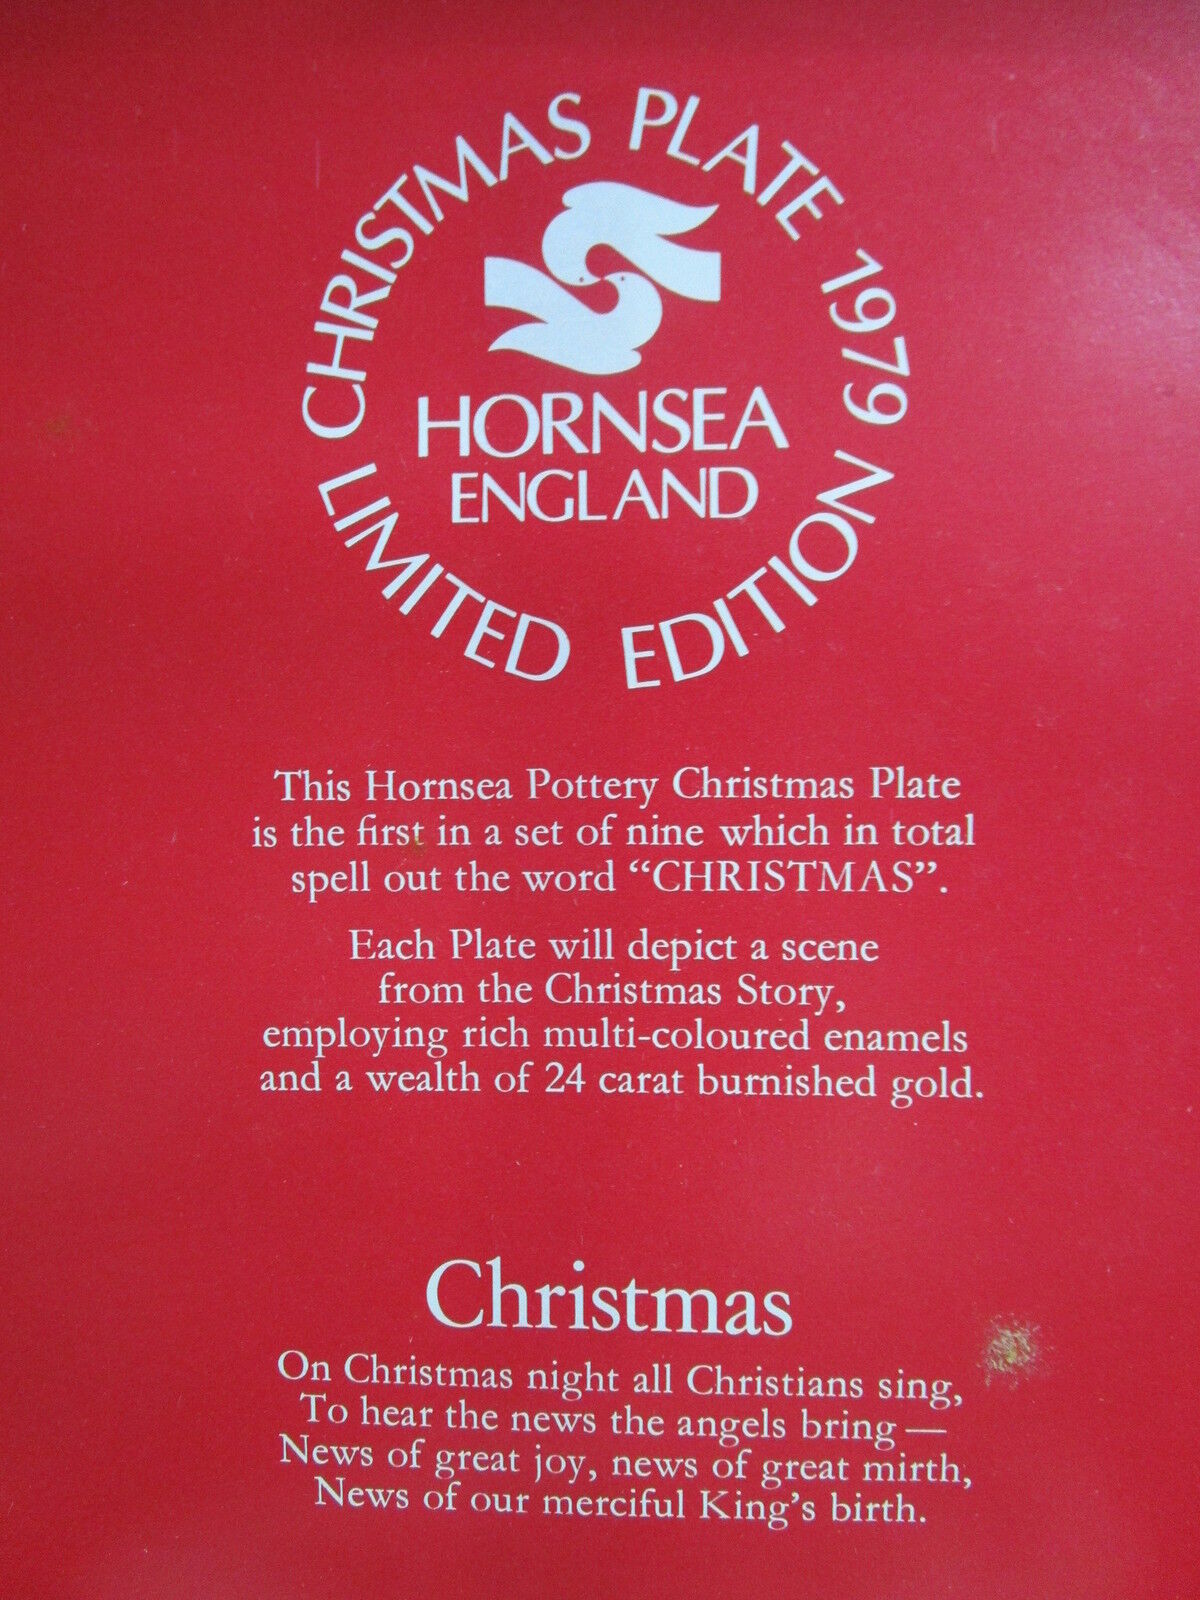 CHRISTMAS PLATE 1979
HORNSEA
ENGLAND
LIMITED EDITION
This Hornsea Pottery Christmas Plate
is the first in a set of nine which in total
spell out the word “CHRISTMAS”.
Each Plate will depict a scene
from the Christmas Story,
employing rich multi-coloured enamels
and a wealth of 24 carat burnished gold.
Christmas
On Christmas night all Christians sing,
To hear the news the angels bring —
News of great joy, news of great mirth,
News of our merciful King’s birth.